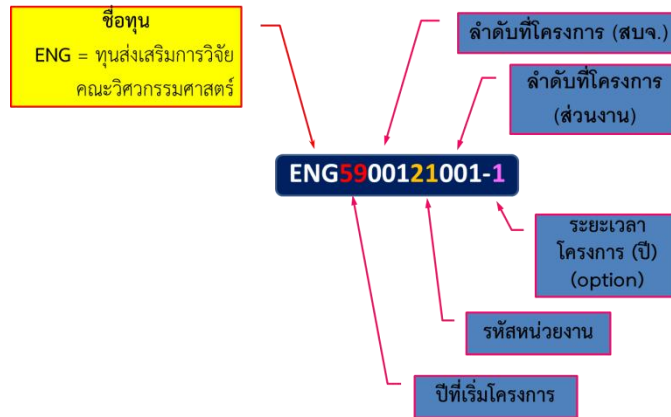 ชื่อทุน
ENG = ทุนส่งเสริมการวิจัย
คณะวิศวกรรมศาสตร์
ลำดับที่โครงการ (สบจ.)
ลำดับที่โครงการ
(ส่วนงาน)
ENG5900121001-1
ระยะเวลา
โครงการ (ปี)
(option)
รหัสหน่วยงาน
ปีที่เริ่มโครงการ